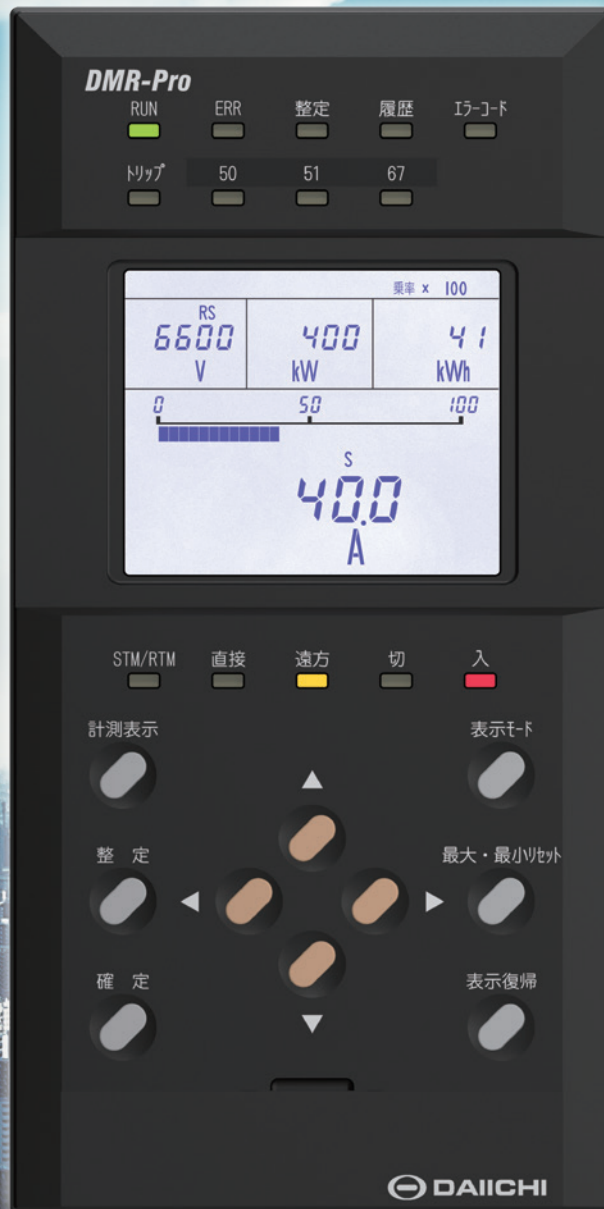 DMR-Pro
RUN ERR 整定 履歴 エラーコード
トリップ 50 51 67
乗率 × 100
RS
6600 400 41
V kW kWh
0 50 100
S
40.0
A
STM/RTM 直接 遠方 切 入
計測表示 表示モード
▲
整 定 最大・最小リセット
◀ ▶
確 定 表示復帰
▼
DAIICHI